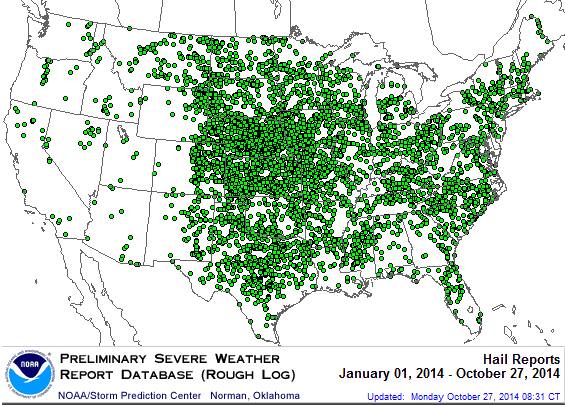 NOAA
PRELIMINARY SEVERE WEATHER
REPORT DATABASE (ROUGH LOG)
NOAA/Storm Prediction Center Norman, Oklahoma
Hail Reports
January 01, 2014 - October 27, 2014
Updated: Monday October 27, 2014 08:31 CT